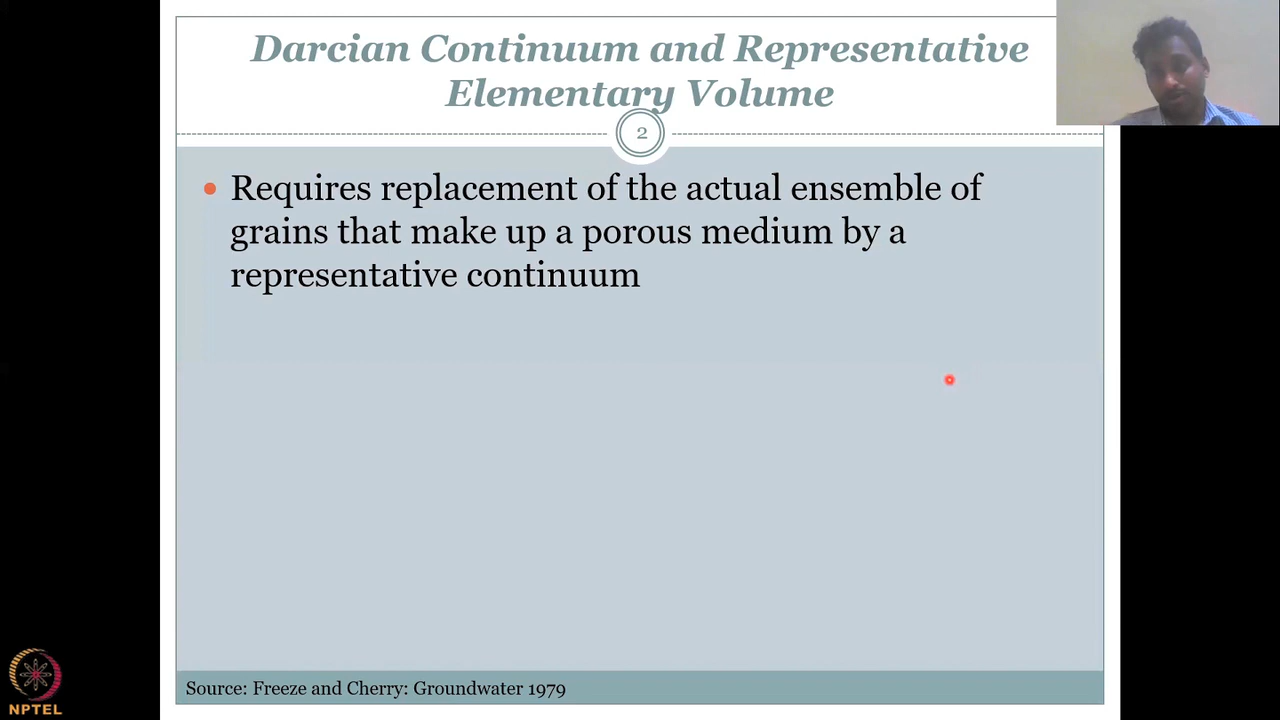 Darcian Continuum and Representative
Elementary Volume
2
Requires replacement of the actual ensemble of
grains that make up a porous medium by a
representative continuum
Source: Freeze and Cherry: Groundwater 1979
NPTEL